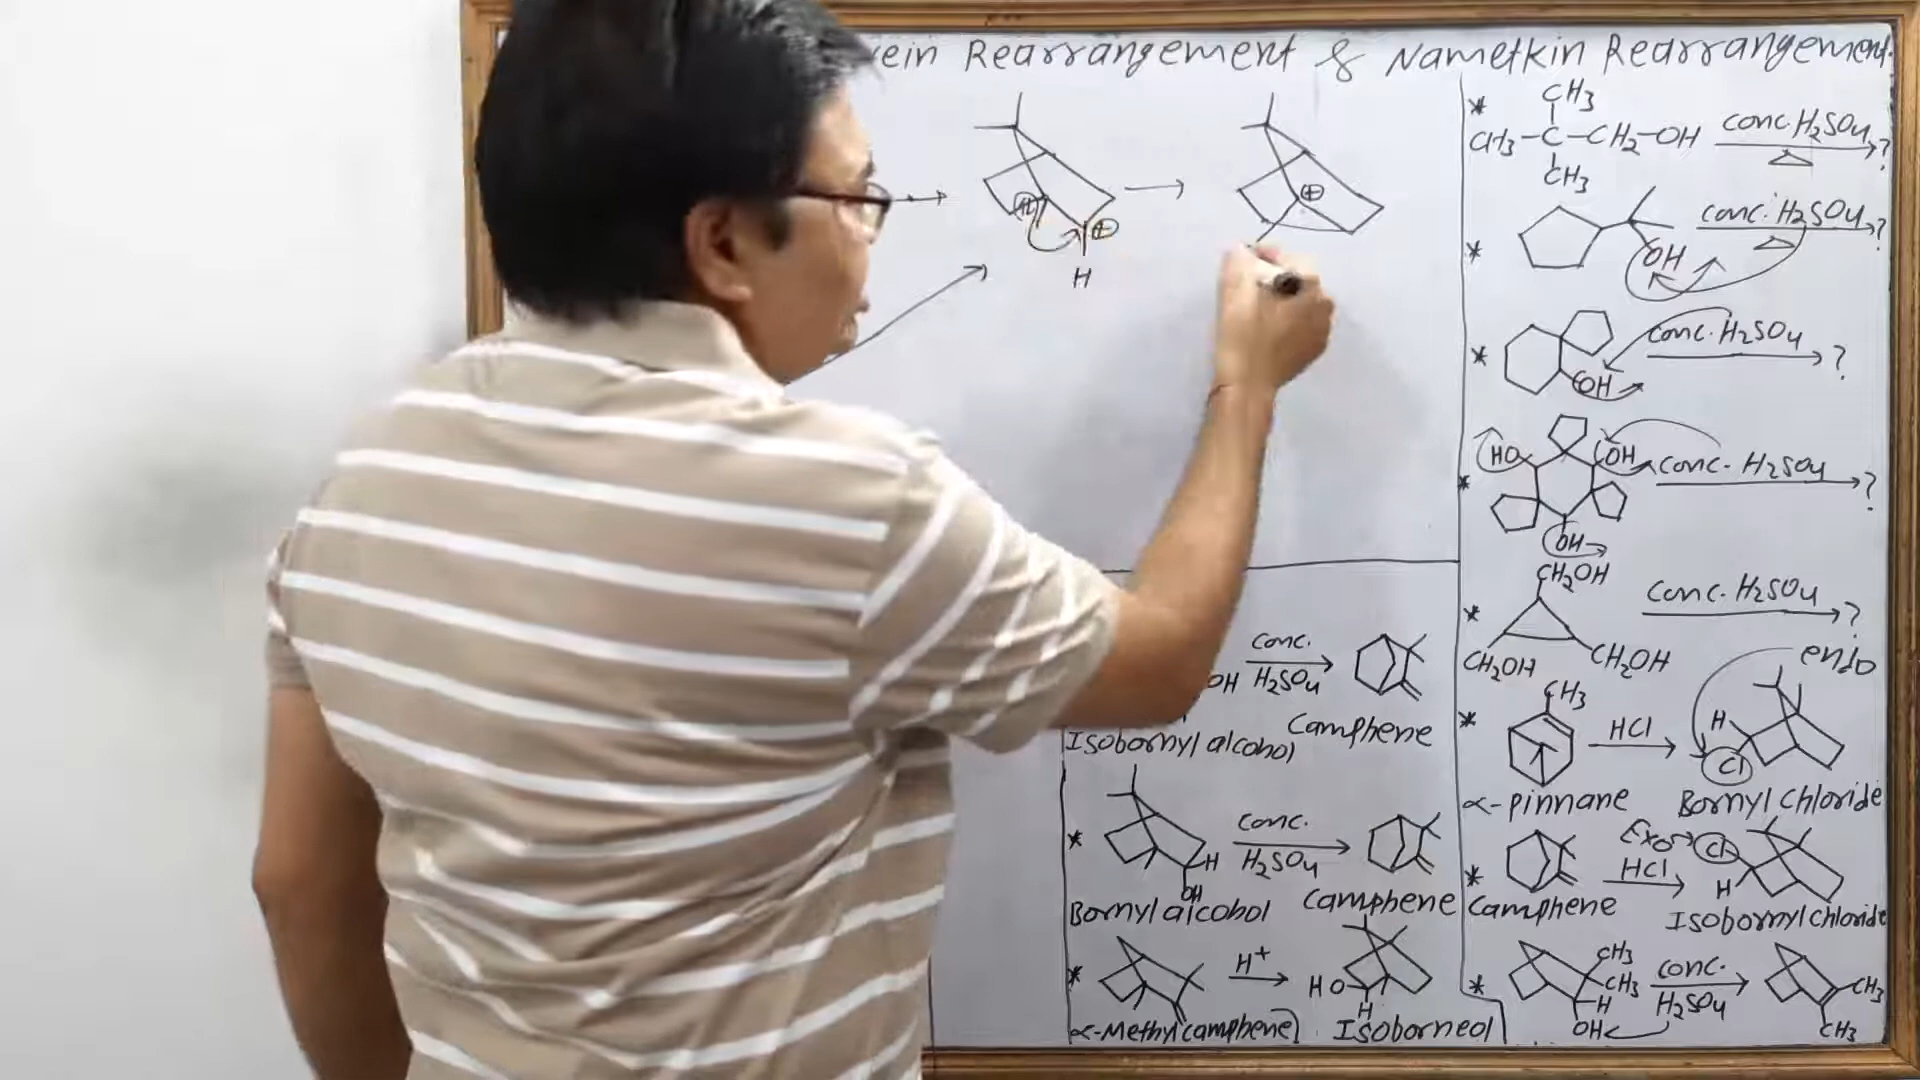 Rearrangement & Nametkin Rearrangement
⊕
H
⊕
* CH3
CH3-C-CH2-OH conc. H2SO4 ?
CH3
△
* OH conc. H2SO4 ?
△
* OH conc. H2SO4 ?
* HO OH conc. H2SO4 ?
OH
* CH2OH conc. H2SO4 ?
CH2OH CH2OH
OH conc. H2SO4
Isobornyl alcohol Camphene
* H OH conc. H2SO4
Bornyl alcohol Camphene
* H+ HO H
α-Methyl camphene Isoborneol
* CH3 HCl H Cl endo
α-pinnane Bornyl chloride
* HCl Exo Cl H
Camphene Isobornyl chloride
* CH3 CH3 H OH conc. H2SO4 CH3 CH3